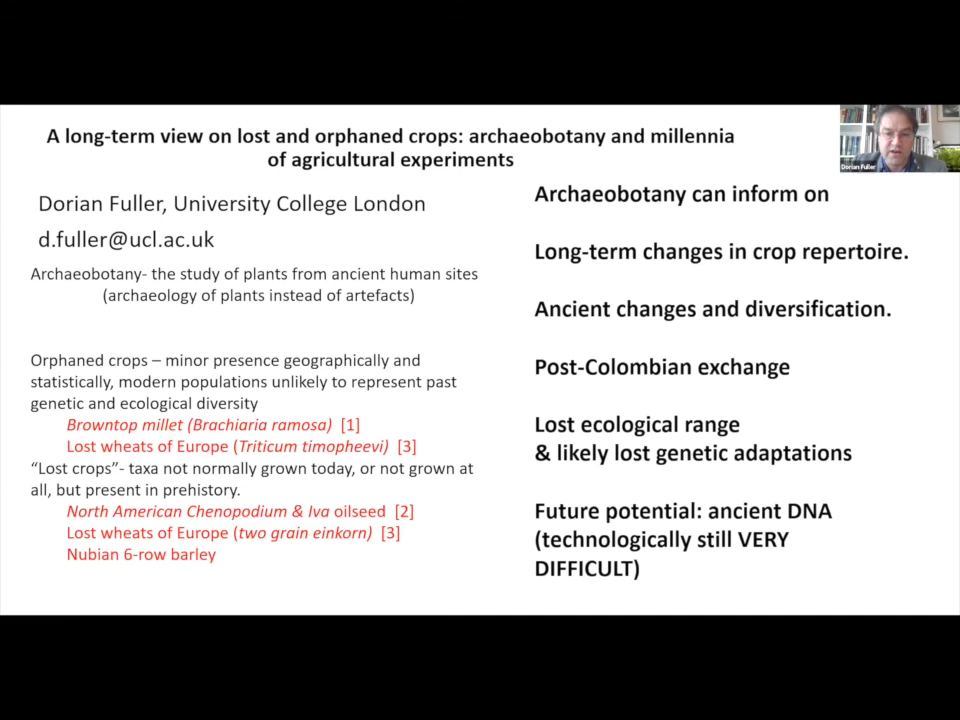 A long-term view on lost and orphaned crops: archaeobotany and millennia
of agricultural experiments
Dorian Fuller
Dorian Fuller, University College London
d.fuller@ucl.ac.uk
Archaeobotany- the study of plants from ancient human sites
(archaeology of plants instead of artefacts)
Orphaned crops – minor presence geographically and
statistically, modern populations unlikely to represent past
genetic and ecological diversity
Browntop millet (Brachiaria ramosa) [1]
Lost wheats of Europe (Triticum timopheevi) [3]
“Lost crops”- taxa not normally grown today, or not grown at
all, but present in prehistory.
North American Chenopodium & Iva oilseed [2]
Lost wheats of Europe (two grain einkorn) [3]
Nubian 6-row barley
Archaeobotany can inform on
Long-term changes in crop repertoire.
Ancient changes and diversification.
Post-Colombian exchange
Lost ecological range
& likely lost genetic adaptations
Future potential: ancient DNA
(technologically still VERY
DIFFICULT)